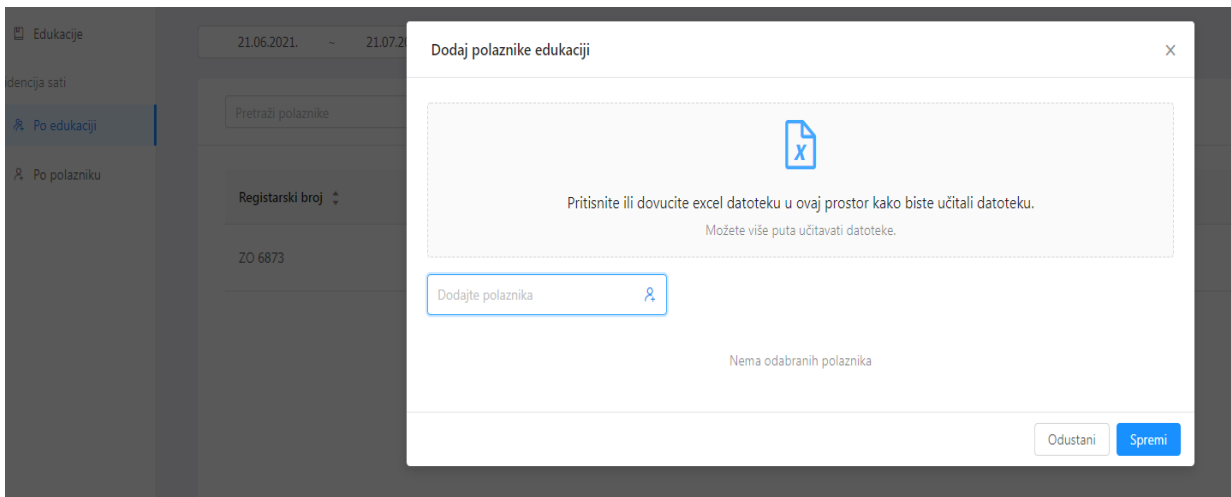 Edukacije
idencija sati
Po edukaciji
Po polazniku
21.06.2021. ~ 21.07.20
Pretraži polaznike
Registarski broj
ZO 6873
Dodaj polaznike edukaciji
X
Pritisnite ili dovucite excel datoteku u ovaj prostor kako biste učitali datoteku.
Možete više puta učitavati datoteke.
Dodajte polaznika
Nema odabranih polaznika
Odustani Spremi